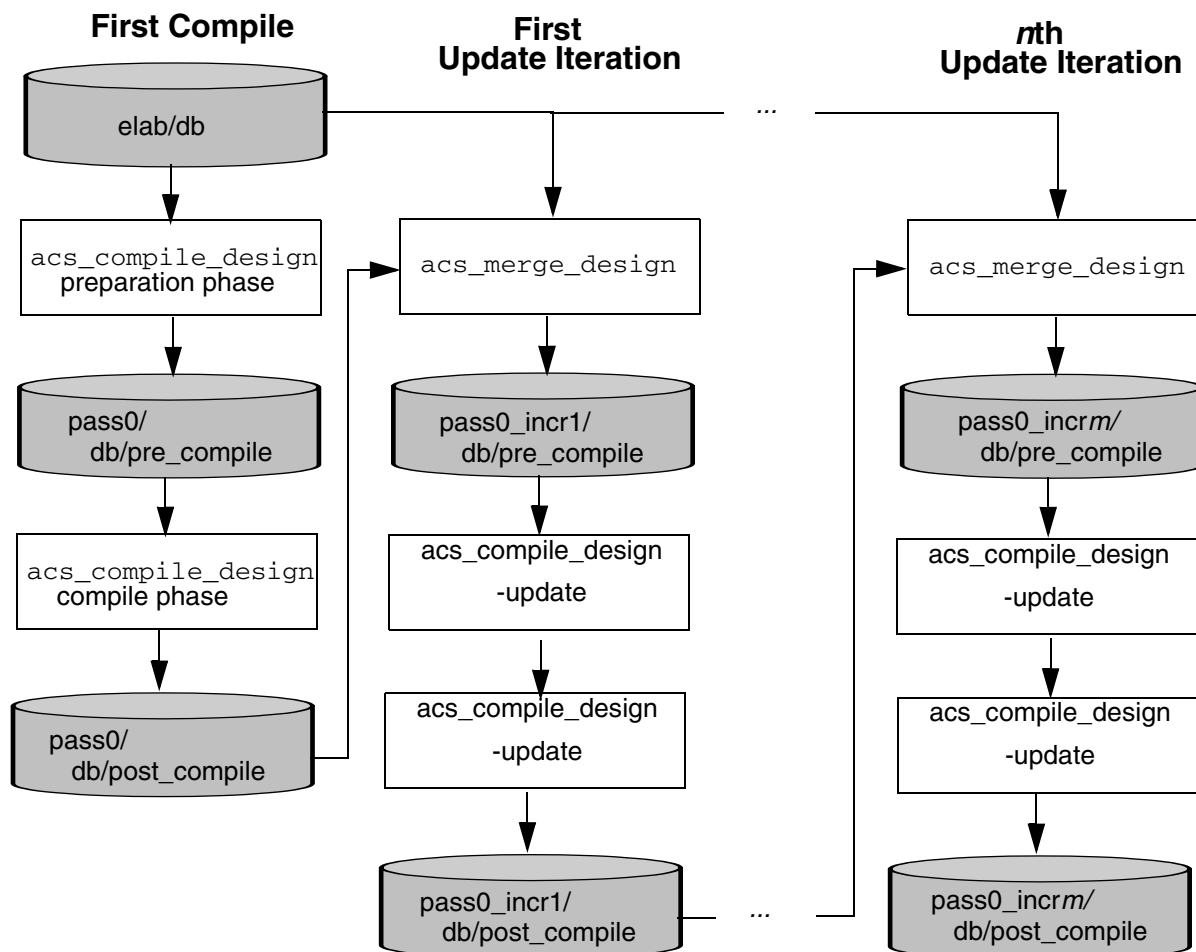 First Compile
First
Update Iteration
nth
Update Iteration
elab/db
...
acs_compile_design
preparation phase
acs_merge_design
acs_merge_design
pass0/
db/pre_compile
pass0_incr1/
db/pre_compile
pass0_incrm/
db/pre_compile
acs_compile_design
compile phase
acs_compile_design
-update
acs_compile_design
-update
pass0/
db/post_compile
acs_compile_design
-update
acs_compile_design
-update
pass0_incr1/
db/post_compile
...
pass0_incrm/
db/post_compile